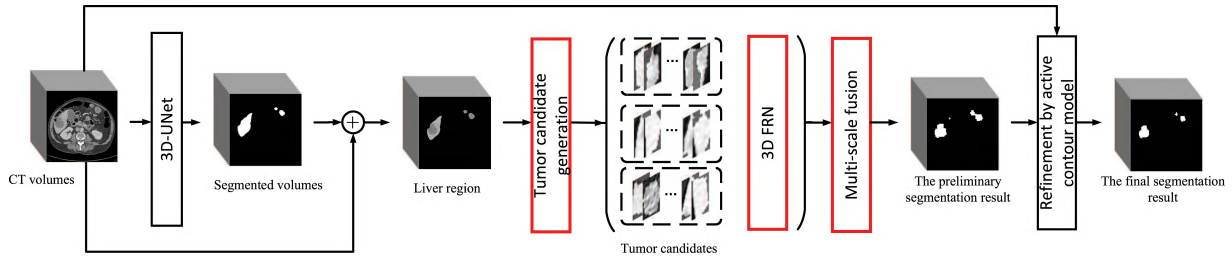 CT volumes
3D-UNet
Segmented volumes
+
Liver region
Tumor candidate
generation
...
...
...
Tumor candidates
3D FRN
Multi-scale fusion
The preliminary
segmentation result
Refinement by active
contour model
The final segmentation
result